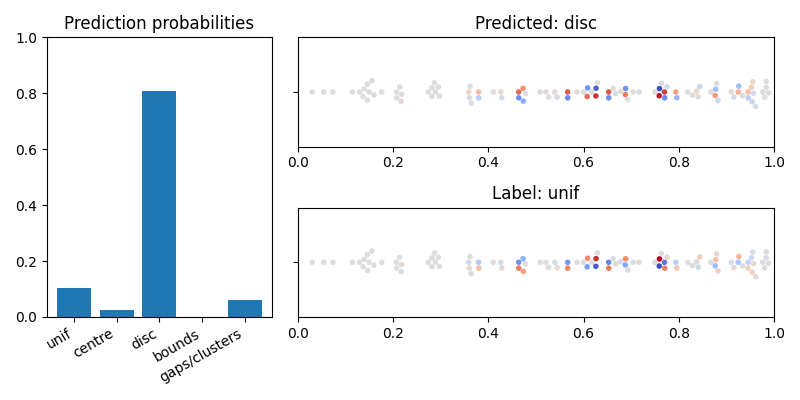 Prediction probabilities
1.0
0.8
0.6
0.4
0.2
0.0
unif
centre
disc
bounds
gaps/clusters
Predicted: disc
0.0 0.2 0.4 0.6 0.8 1.0
Label: unif
0.0 0.2 0.4 0.6 0.8 1.0